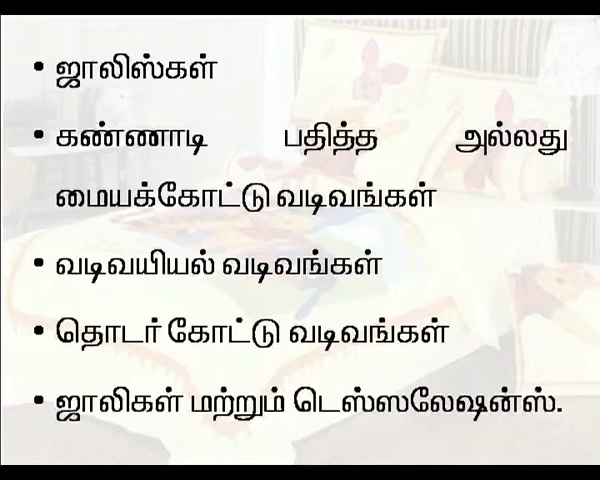 • ஜாலிஸ்கள்
• கண்ணாடி பதித்த அல்லது
மையக்கோட்டு வடிவங்கள்
• வடிவயியல் வடிவங்கள்
• தொடர் கோட்டு வடிவங்கள்
• ஜாலிகள் மற்றும் டெஸ்ஸலேஷன்ஸ்.